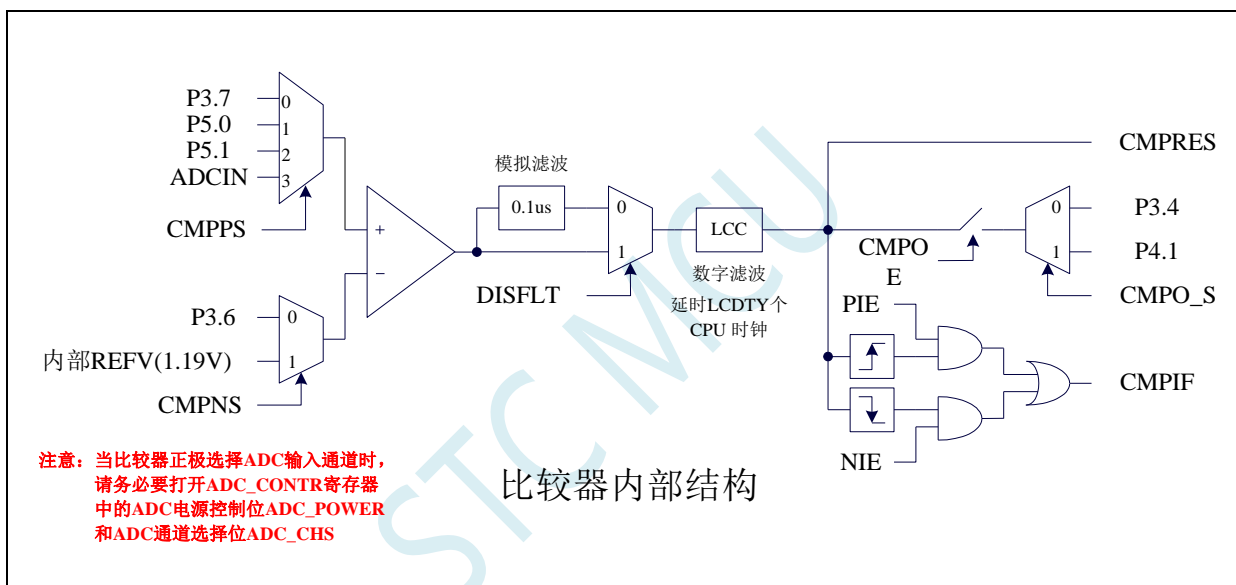 P3.7
P5.0
P5.1
ADCIN
0
1
2
3
CMPPS
+
−
P3.6
内部REFV(1.19V)
0
1
CMPNS
模拟滤波
0.1us
0
1
DISFLT
LCC
数字滤波
延时LCDTY个
CPU 时钟
CMPRES
CMPO
E
0
1
P3.4
P4.1
CMPO_S
PIE
NIE
CMPIF
注意：当比较器正极选择ADC输入通道时，
请务必要打开ADC_CONTR寄存器
中的ADC电源控制位ADC_POWER
和ADC通道选择位ADC_CHS
比较器内部结构
STC MCU